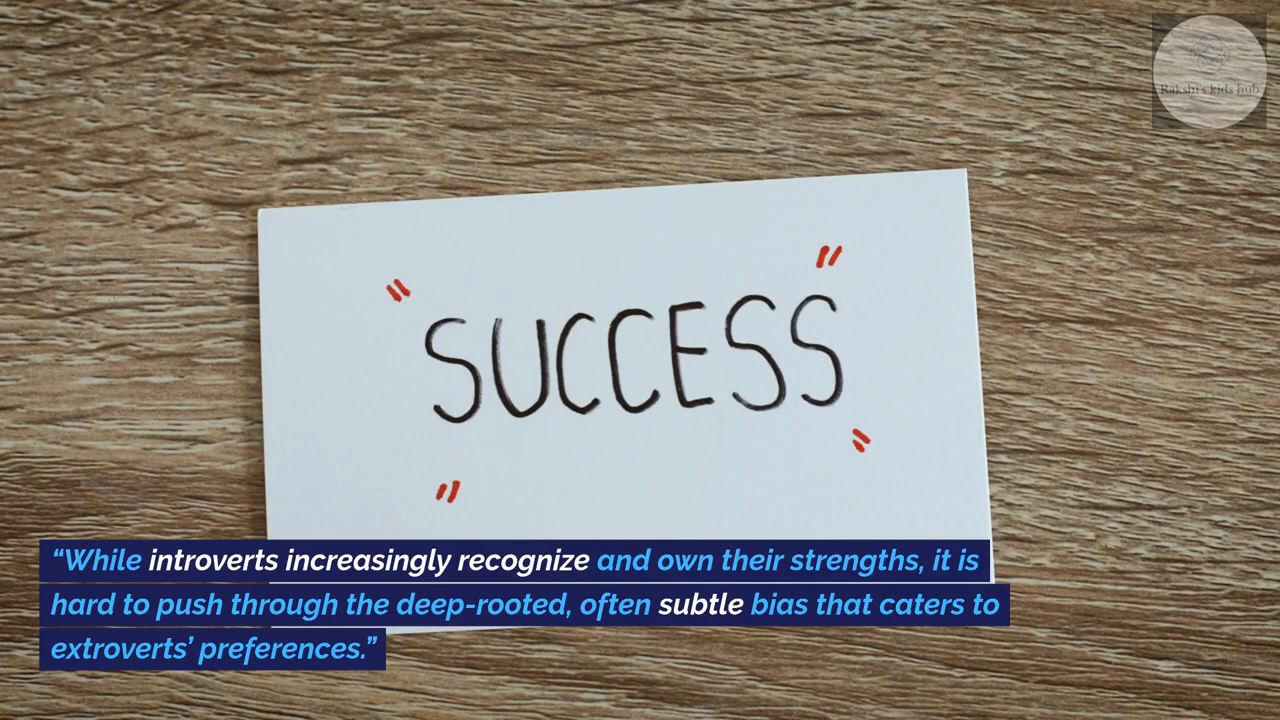 Rakshi's kids hub
"SUCCESS"
“While introverts increasingly recognize and own their strengths, it is
hard to push through the deep-rooted, often subtle bias that caters to
extroverts’ preferences.”